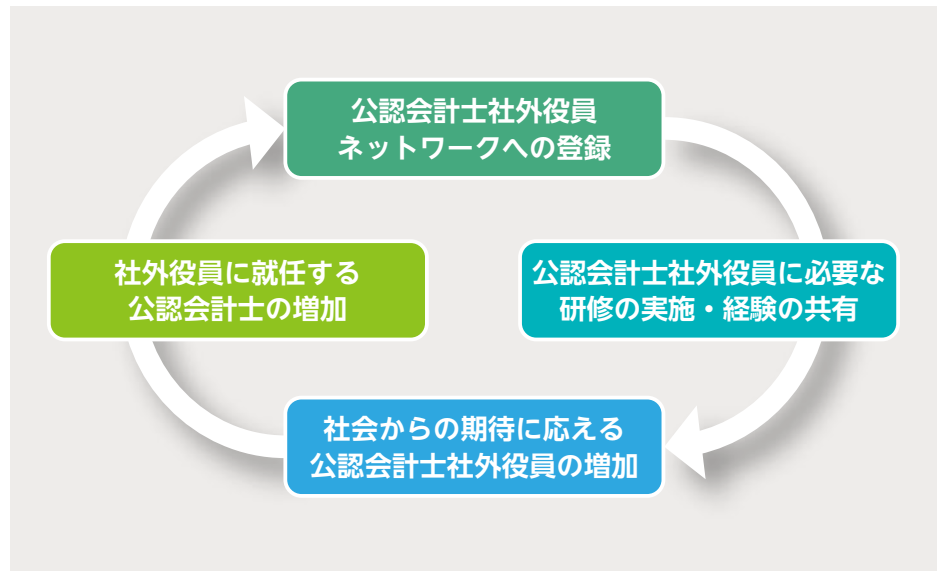 公認会計士社外役員
ネットワークへの登録
公認会計士社外役員に必要な
研修の実施・経験の共有
社会からの期待に応える
公認会計士社外役員の増加
社外役員に就任する
公認会計士の増加